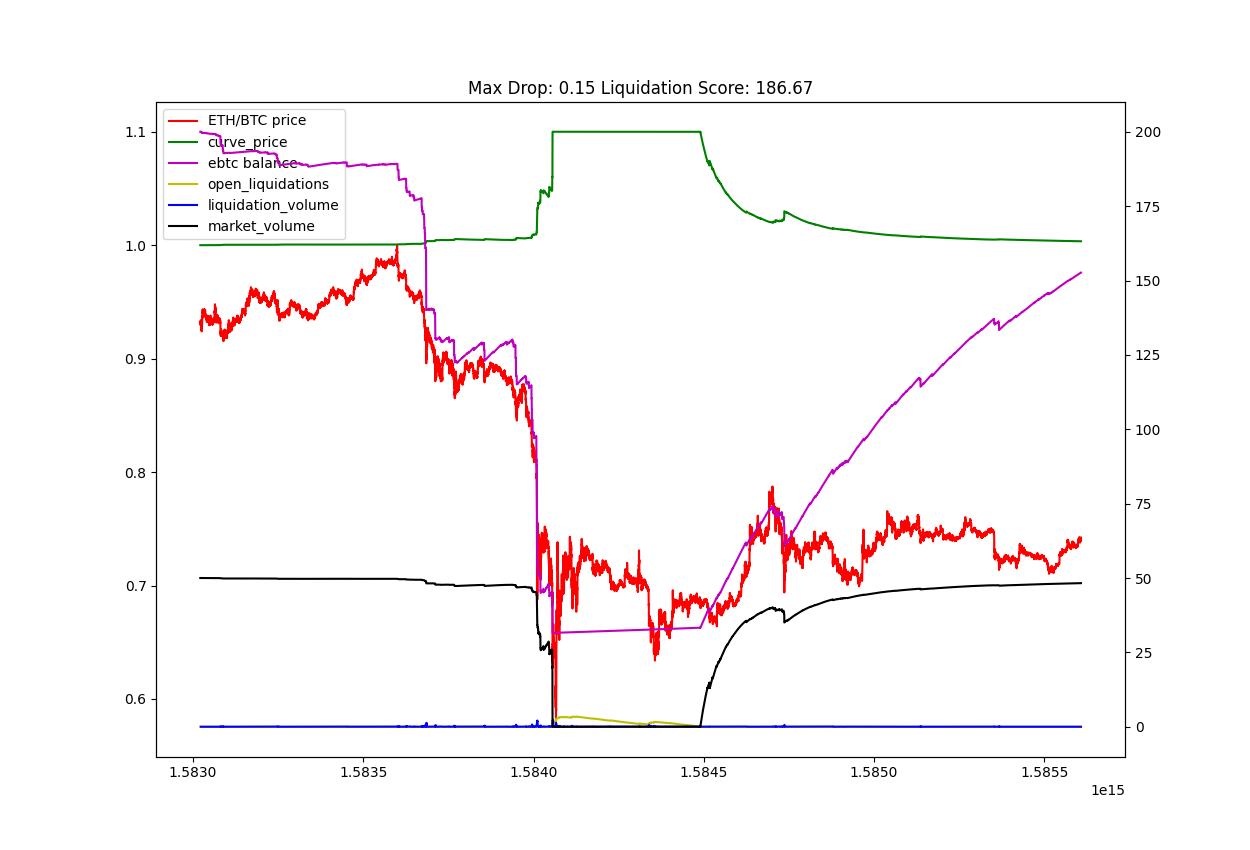 Max Drop: 0.15 Liquidation Score: 186.67
ETH/BTC price
curve_price
ebtc balance
open_liquidations
liquidation_volume
market_volume
1.1
1.0
0.9
0.8
0.7
0.6
200
175
150
125
100
75
50
25
0
1.5830
1.5835
1.5840
1.5845
1.5850
1.5855
1e15